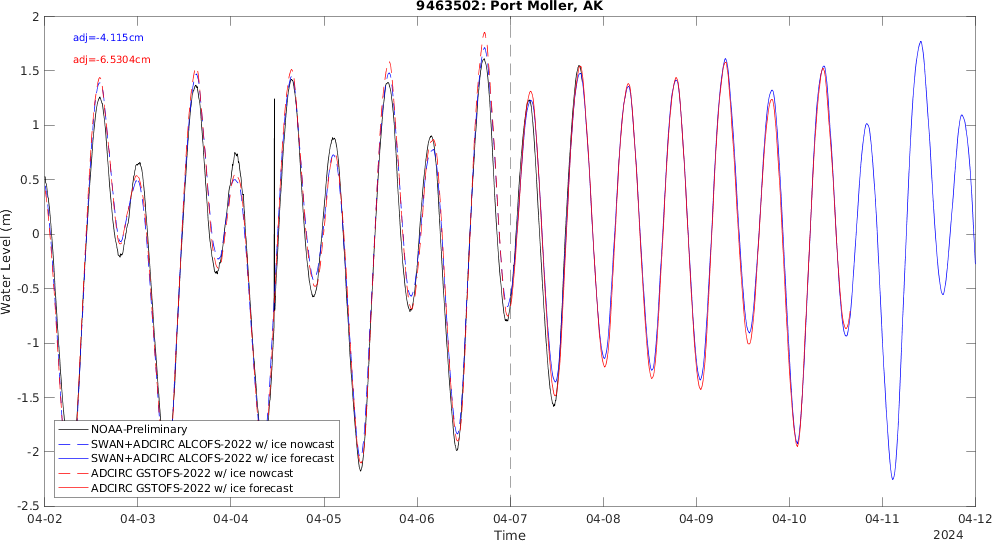 9463502: Port Moller, AK
adj=-4.115cm
adj=-6.5304cm
2
1.5
1
0.5
0
-0.5
-1
-1.5
-2
-2.5
Water Level (m)
NOAA-Preliminary
SWAN+ADCIRC ALCOFS-2022 w/ ice nowcast
SWAN+ADCIRC ALCOFS-2022 w/ ice forecast
ADCIRC GSTOFS-2022 w/ ice nowcast
ADCIRC GSTOFS-2022 w/ ice forecast
04-02 04-03 04-04 04-05 04-06 04-07 04-08 04-09 04-10 04-11 04-12
Time
2024